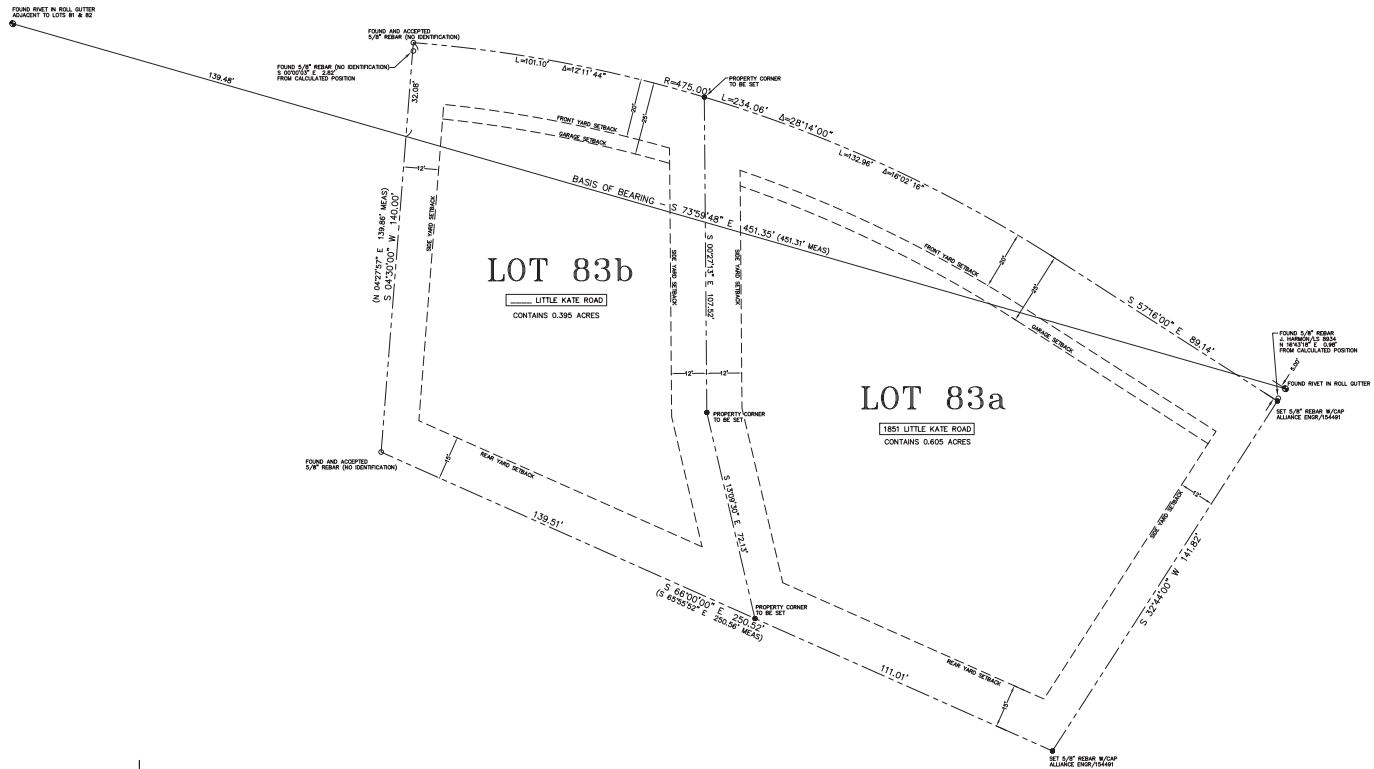 FOUND RIVET IN ROLL GUTTER
ADJACENT TO LOTS 81 & 82
FOUND AND ACCEPTED
5/8" REBAR (NO IDENTIFICATION)
FOUND 5/8" REBAR (NO IDENTIFICATION)
S 00°00'03" E 2.82'
FROM CALCULATED POSITION
139.48'
32.08'
L=101.10' Δ=12°11'44"
R=475.00'
PROPERTY CORNER
TO BE SET
L=234.06' Δ=28°14'00"
L=132.96' Δ=16°02'16"
20'
25'
FRONT YARD SETBACK
GARAGE SETBACK
12'
SIDE YARD SETBACK
(N 04°27'57" E 139.86' MEAS)
S 04°30'00" W 140.00'
BASIS OF BEARING - S 73°59'48" E 451.35' (451.31' MEAS)
SIDE YARD SETBACK
S 00°27'13" E 107.52'
SIDE YARD SETBACK
FRONT YARD SETBACK
20'
25'
GARAGE SETBACK
S 57°16'00" E 89.14'
LOT 83b
____ LITTLE KATE ROAD
CONTAINS 0.395 ACRES
12'
12'
LOT 83a
1851 LITTLE KATE ROAD
CONTAINS 0.605 ACRES
FOUND 5/8" REBAR
J. HARMON/LS 8934
N 16°43'18" E 0.98'
FROM CALCULATED POSITION
5.00'
FOUND RIVET IN ROLL GUTTER
SET 5/8" REBAR W/CAP
ALLIANCE ENGR/154491
PROPERTY CORNER
TO BE SET
FOUND AND ACCEPTED
5/8" REBAR (NO IDENTIFICATION)
15'
REAR YARD SETBACK
S 13°09'30" E 72.13'
12'
SIDE YARD SETBACK
S 32°44'00" W 141.82'
139.51'
S 66°00'00" E 250.52'
(S 65°55'52" E 250.56' MEAS)
PROPERTY CORNER
TO BE SET
111.01'
REAR YARD SETBACK
15'
SET 5/8" REBAR W/CAP
ALLIANCE ENGR/154491